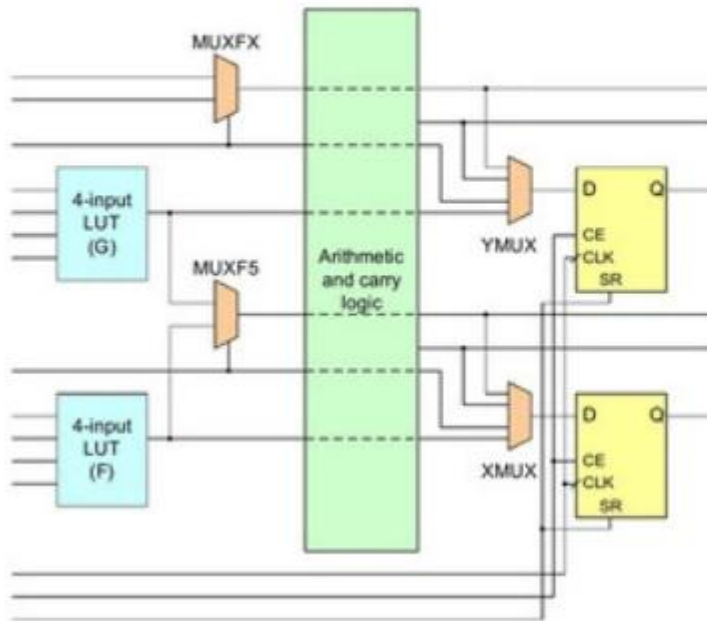 MUXFX
4-input
LUT
(G)
MUXF5
Arithmetic
and carry
logic
YMUX
D
Q
CE
CLK
SR
4-input
LUT
(F)
XMUX
D
Q
CE
CLK
SR